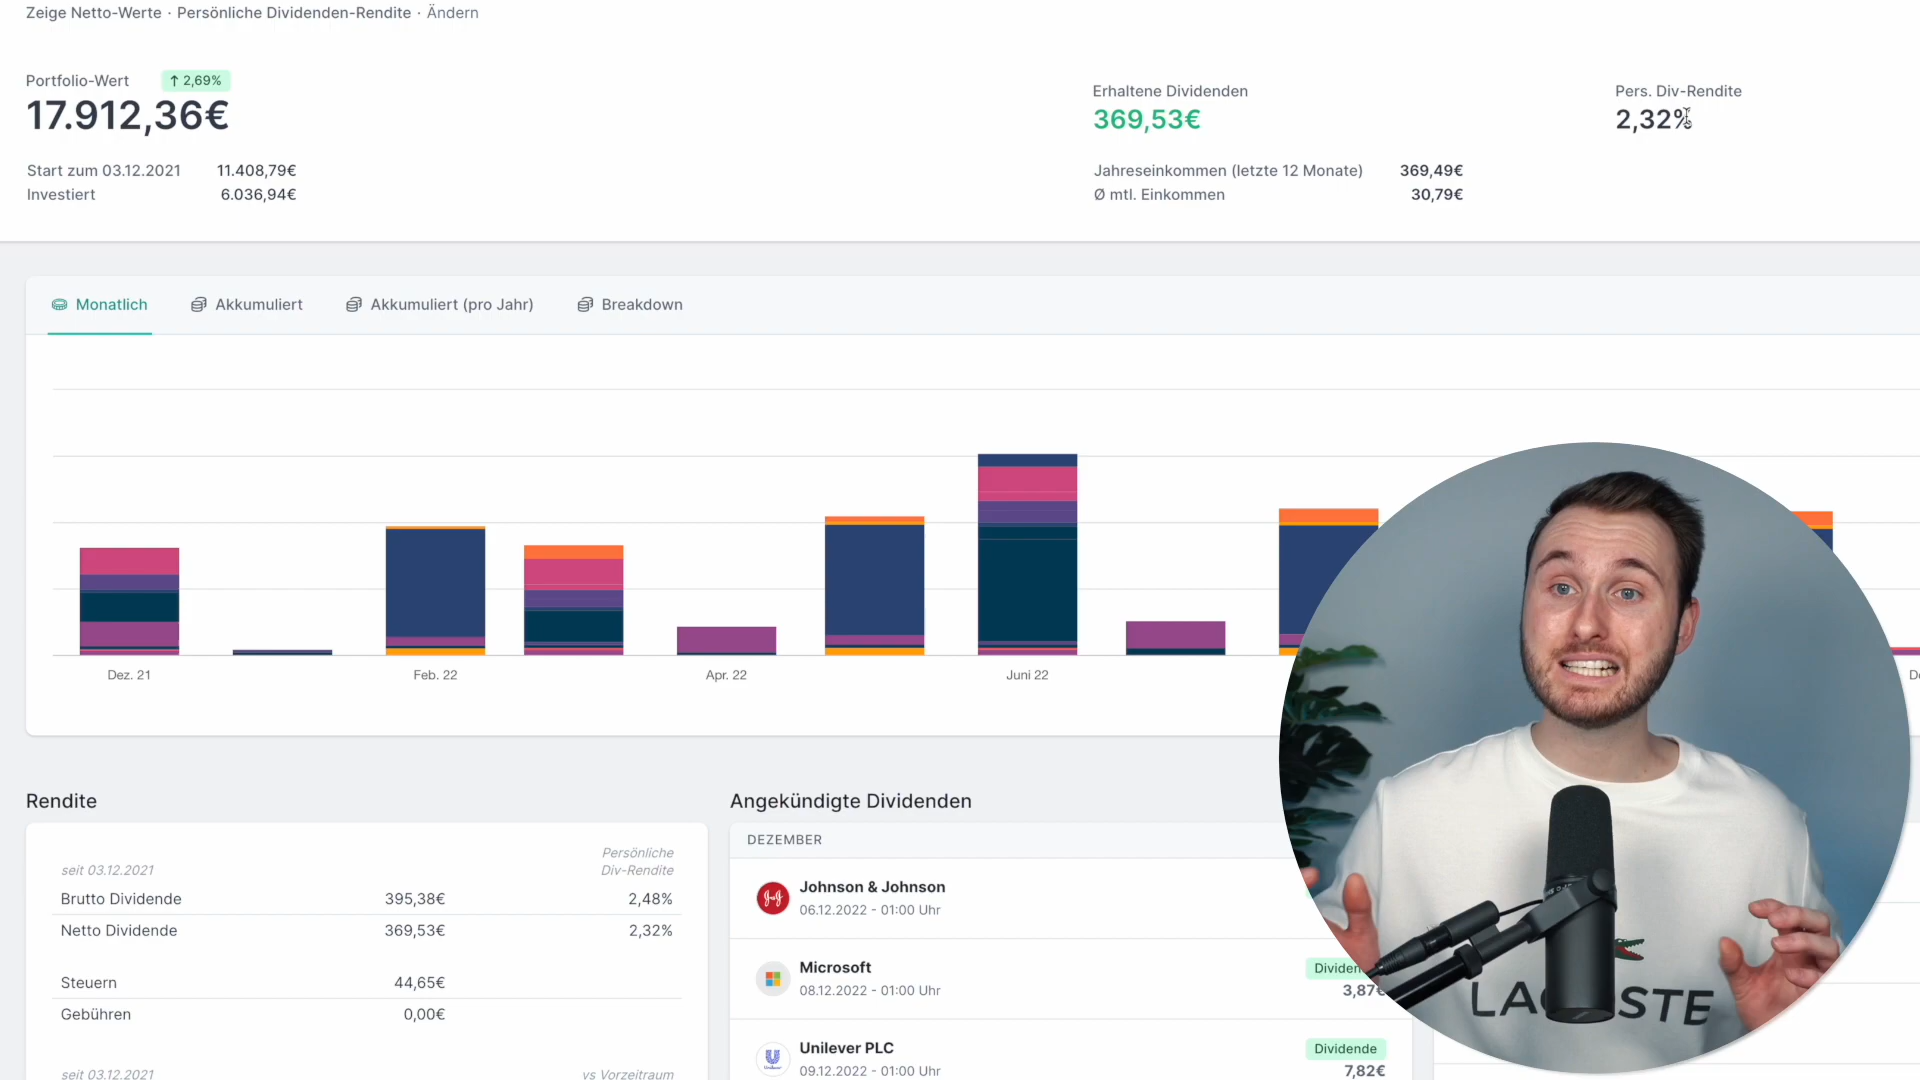 Zeige Netto-Werte · Persönliche Dividenden-Rendite · Ändern
Portfolio-Wert ↑ 2,69%
17.912,36€
Start zum 03.12.2021 11.408,79€
Investiert 6.036,94€
Erhaltene Dividenden
369,53€
Jahreseinkommen (letzte 12 Monate) 369,49€
Ø mtl. Einkommen 30,79€
Pers. Div-Rendite
2,32%
Monatlich Akkumuliert Akkumuliert (pro Jahr) Breakdown
Dez. 21 Feb. 22 Apr. 22 Juni 22
Rendite
seit 03.12.2021 Persönliche
Div-Rendite
Brutto Dividende 395,38€ 2,48%
Netto Dividende 369,53€ 2,32%
Steuern 44,65€
Gebühren 0,00€
seit 03.12.2021 vs Vorzeitraum
Angekündigte Dividenden
DEZEMBER
Johnson & Johnson
06.12.2022 - 01:00 Uhr
Microsoft
08.12.2022 - 01:00 Uhr
3,87€
Unilever PLC
09.12.2022 - 01:00 Uhr
Dividende
7,82€